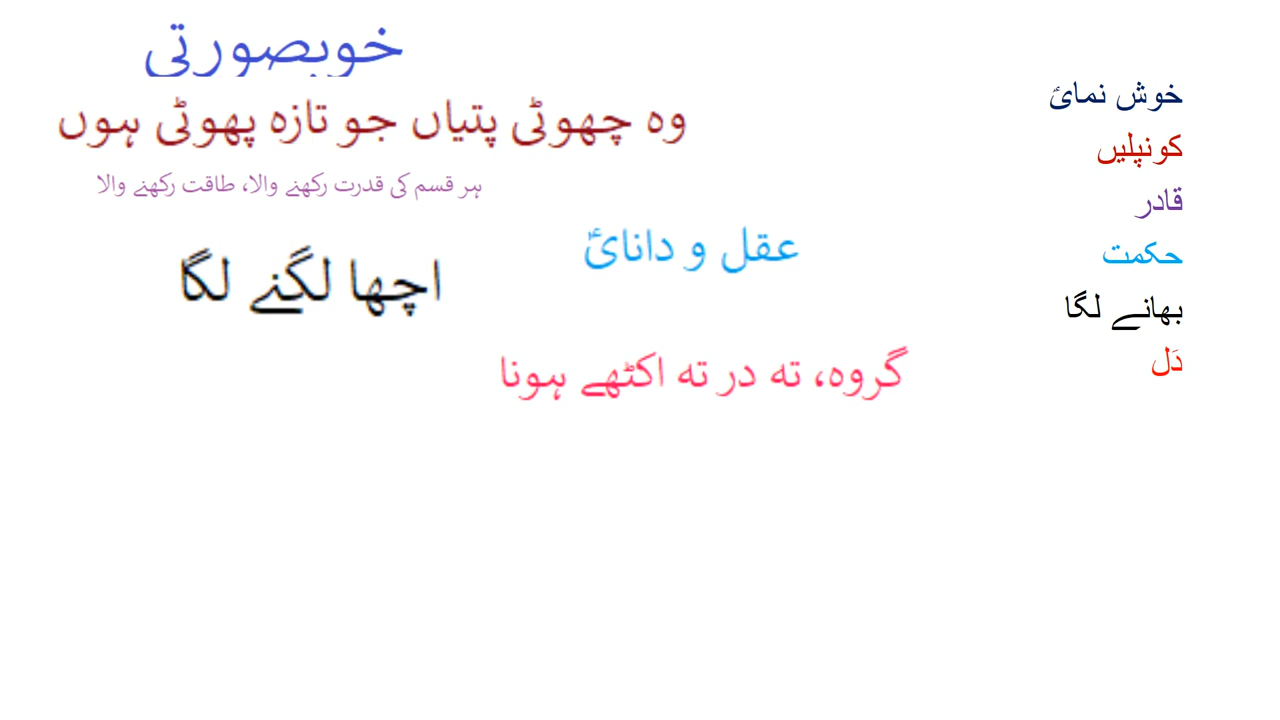 خوبصورتی
خوش نمائ
وہ چھوٹی پتیاں جو تازہ پھوٹی ہوں
کونپلیں
ہر قسم کی قدرت رکھنے والا، طاقت رکھنے والا
قادر
عقل و دانائ
حکمت
اچھا لگنے لگا
بھانے لگا
گروہ، تہ در تہ اکٹھے ہونا
دَل